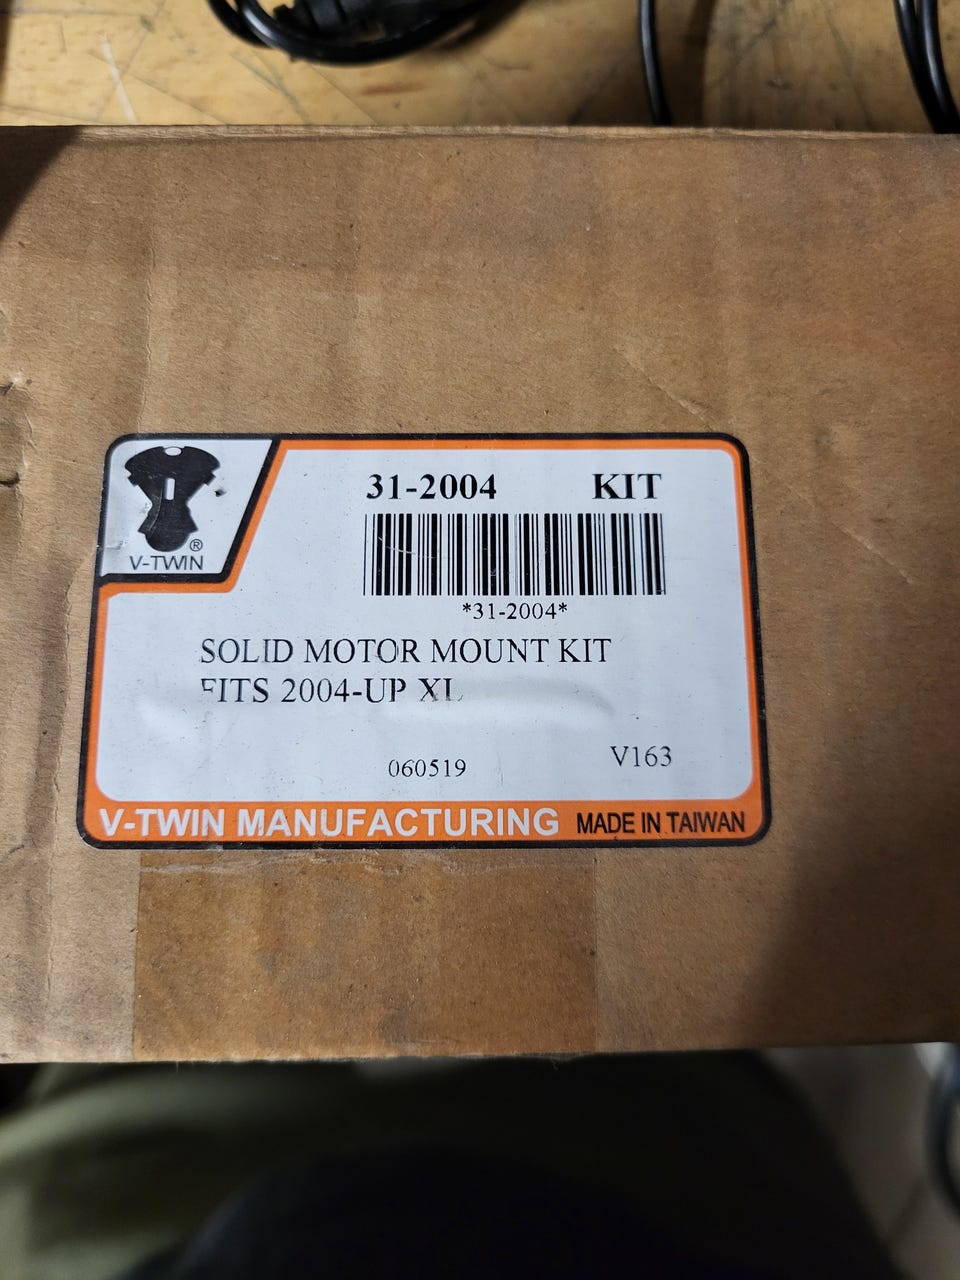 31-2004 KIT
*31-2004*
® 
V-TWIN
SOLID MOTOR MOUNT KIT
FITS 2004-UP XL
060519 V163
V-TWIN MANUFACTURING MADE IN TAIWAN